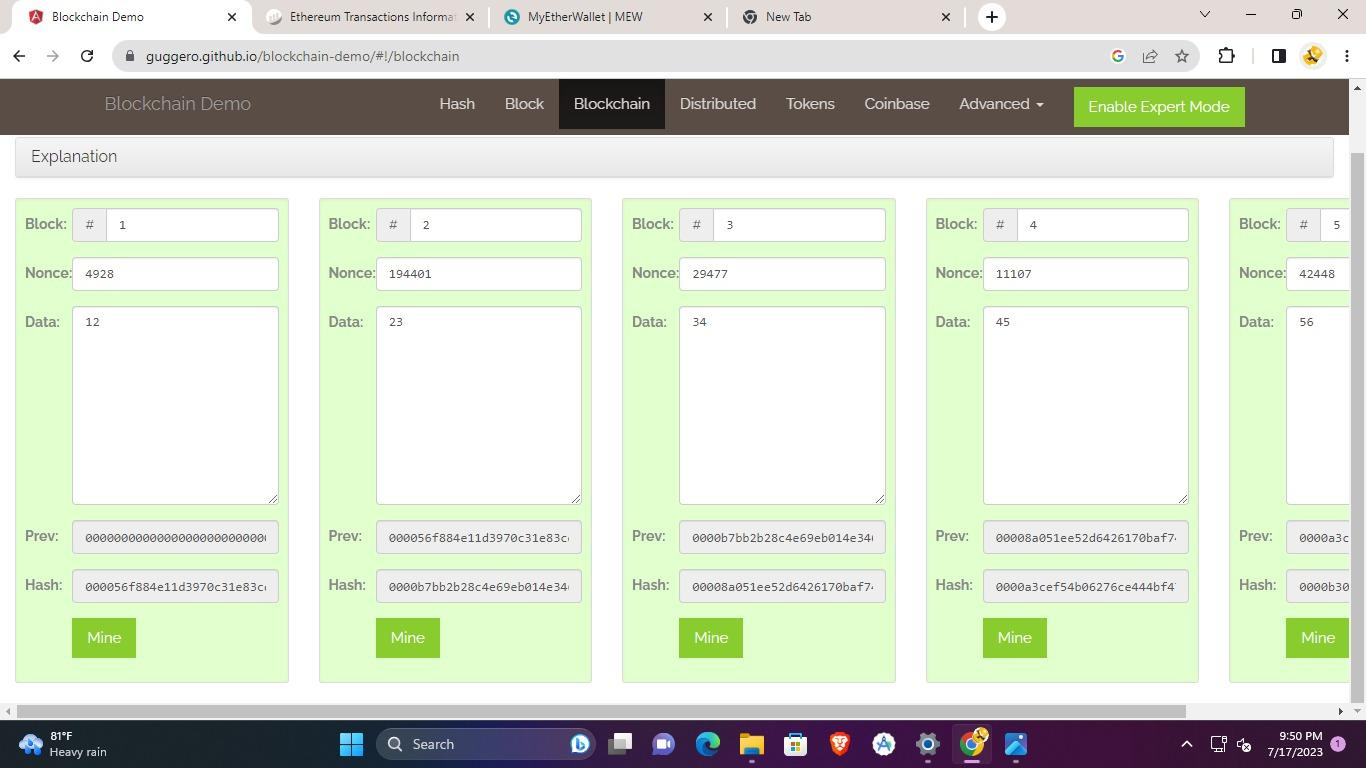 Blockchain Demo
Ethereum Transactions Informat
MyEtherWallet | MEW
New Tab
guggero.github.io/blockchain-demo/#!/blockchain
Blockchain Demo
Hash
Block
Blockchain
Distributed
Tokens
Coinbase
Advanced
Enable Expert Mode
Explanation
Block: # 1
Nonce: 4928
Data: 12
Prev: 0000000000000000000000000
Hash: 000056f884e11d3970c31e83c
Mine
Block: # 2
Nonce: 194401
Data: 23
Prev: 000056f884e11d3970c31e83c
Hash: 0000b7bb2b28c4e69eb014e34
Mine
Block: # 3
Nonce: 29477
Data: 34
Prev: 0000b7bb2b28c4e69eb014e34
Hash: 00008a051ee52d6426170baf7
Mine
Block: # 4
Nonce: 11107
Data: 45
Prev: 00008a051ee52d6426170baf7
Hash: 0000a3cef54b06276ce444bf4
Mine
Block: # 5
Nonce: 42448
Data: 56
Prev: 0000a3c
Hash: 0000b30
Mine
81°F
Heavy rain
Search
9:50 PM
7/17/2023
1